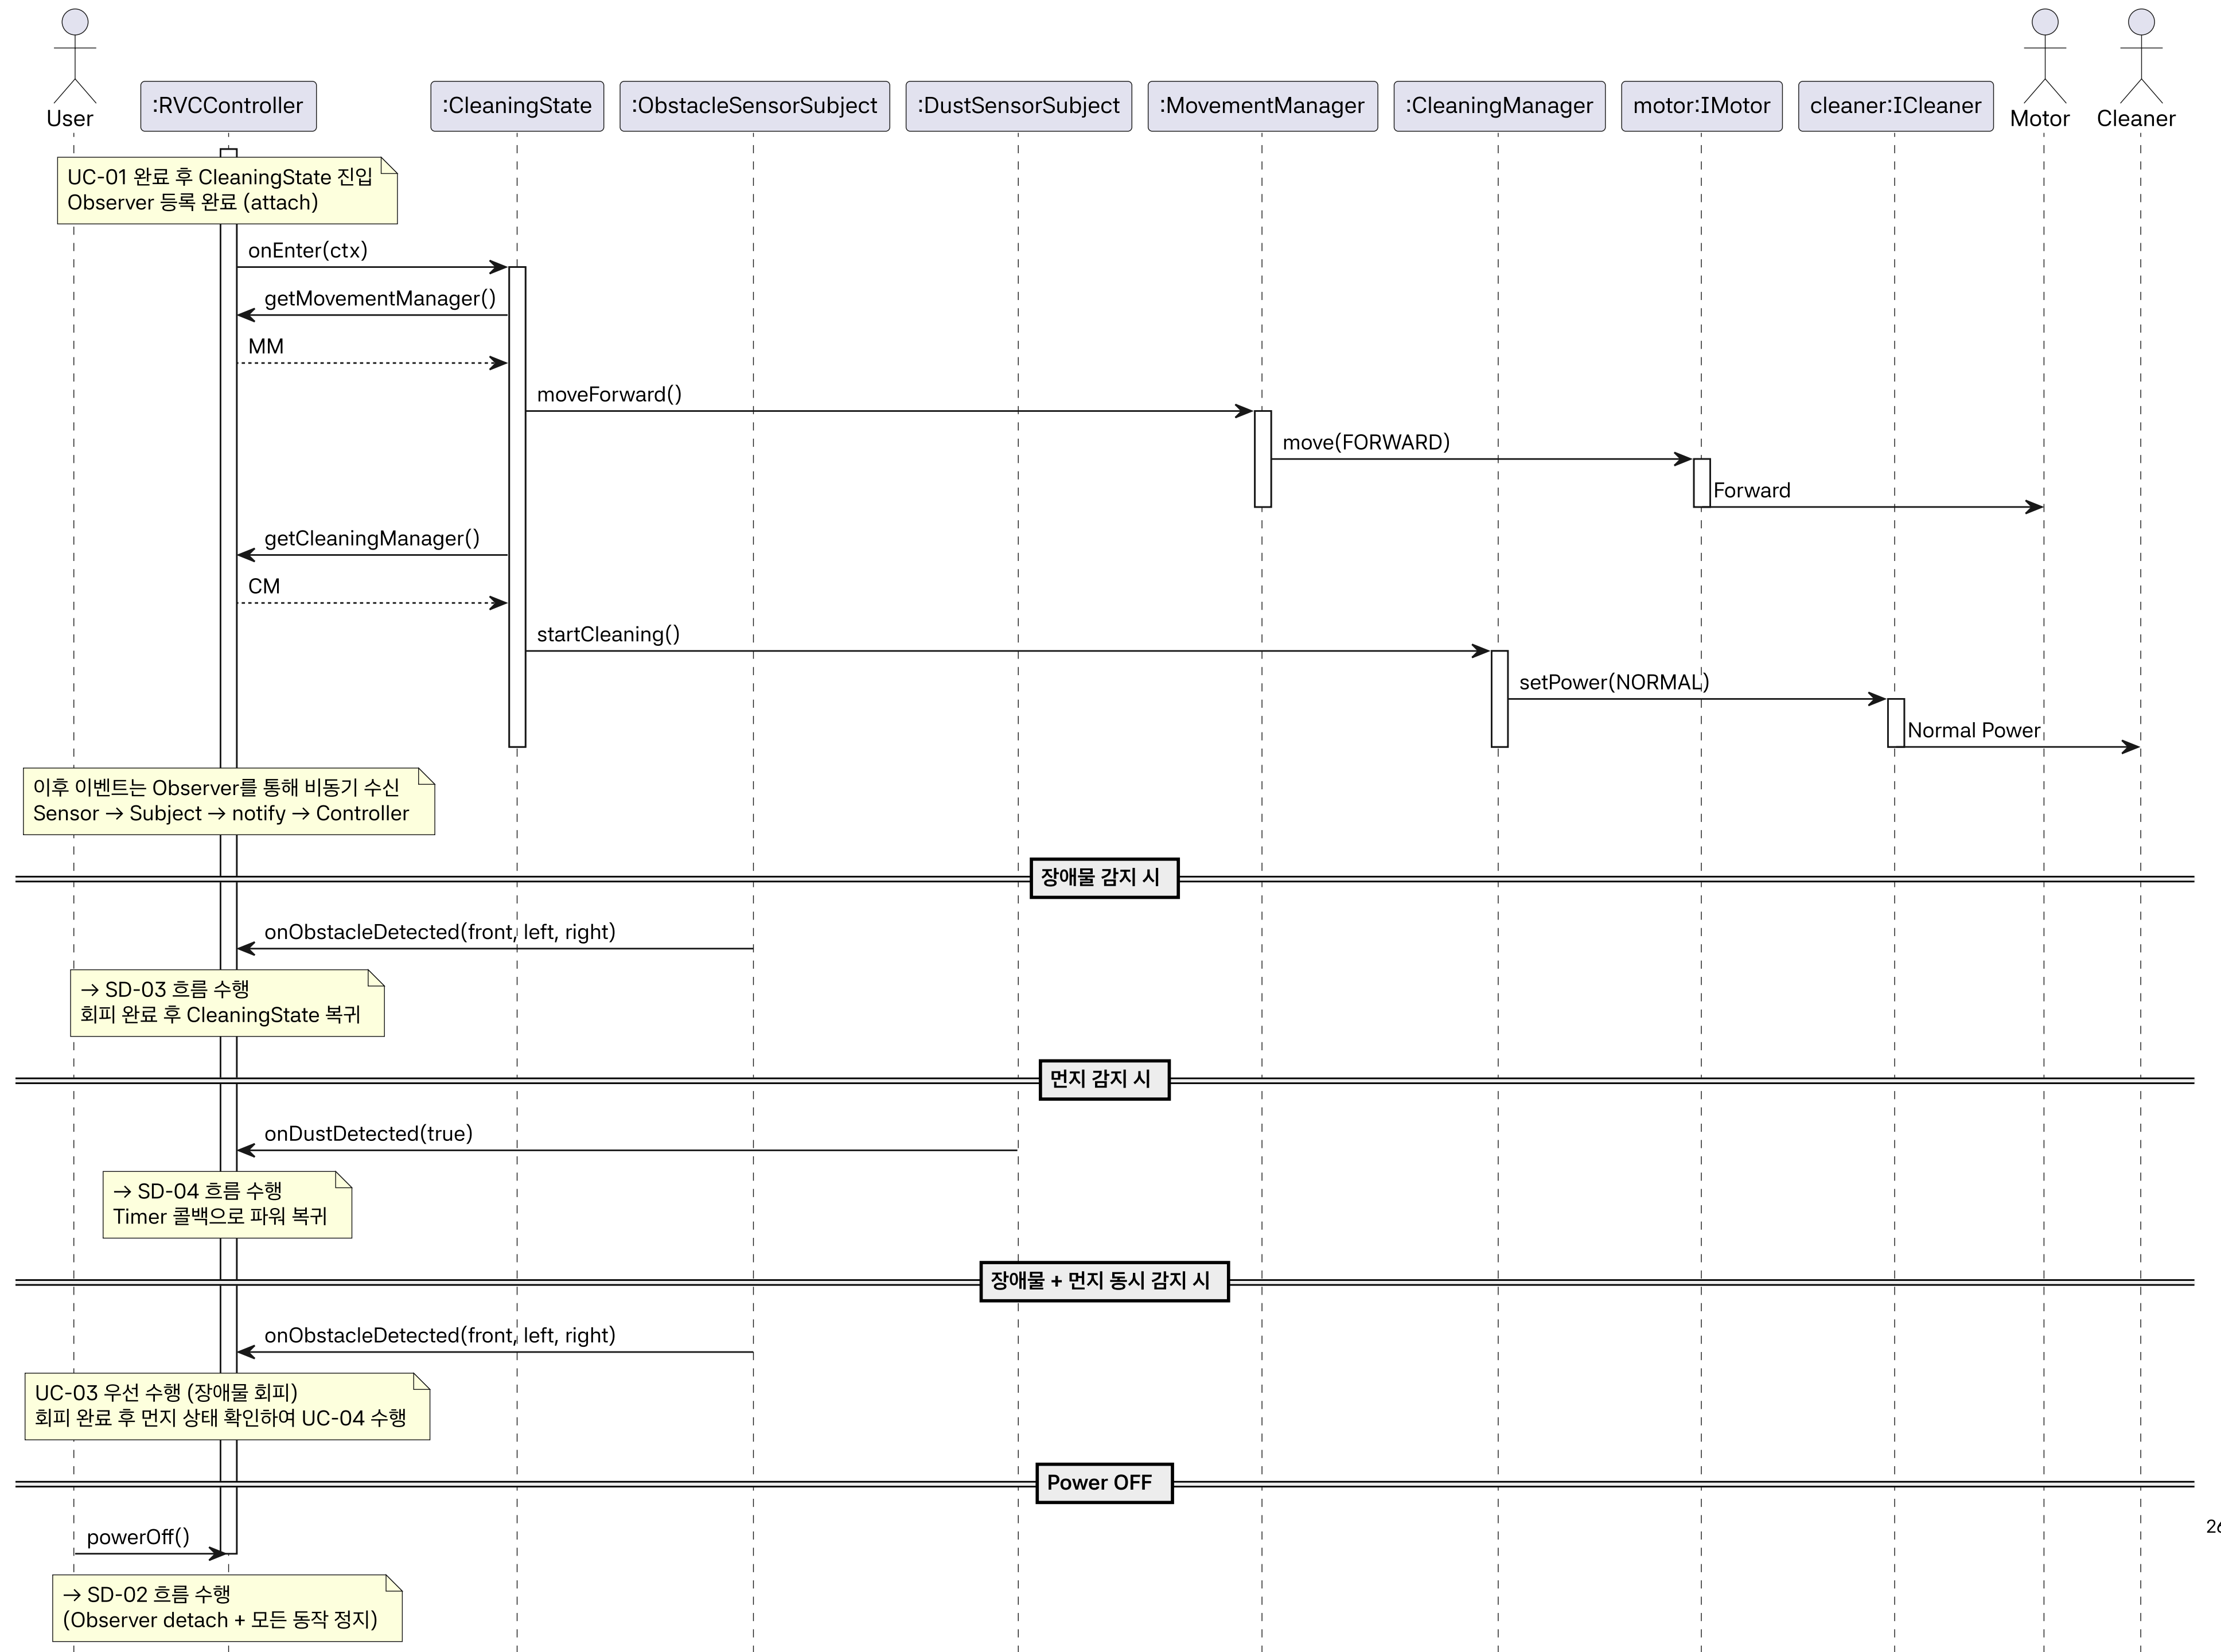 User
:RVCController
:CleaningState
:ObstacleSensorSubject
:DustSensorSubject
:MovementManager
:CleaningManager
motor:IMotor
cleaner:ICleaner
Motor
Cleaner
UC-01 완료 후 CleaningState 진입
Observer 등록 완료 (attach)
onEnter(ctx)
getMovementManager()
MM
moveForward()
move(FORWARD)
Forward
getCleaningManager()
CM
startCleaning()
setPower(NORMAL)
Normal Power
이후 이벤트는 Observer를 통해 비동기 수신
Sensor → Subject → notify → Controller
장애물 감지 시
onObstacleDetected(front, left, right)
→ SD-03 흐름 수행
회피 완료 후 CleaningState 복귀
먼지 감지 시
onDustDetected(true)
→ SD-04 흐름 수행
Timer 콜백으로 파워 복귀
장애물 + 먼지 동시 감지 시
onObstacleDetected(front, left, right)
UC-03 우선 수행 (장애물 회피)
회피 완료 후 먼지 상태 확인하여 UC-04 수행
Power OFF
26
powerOff()
→ SD-02 흐름 수행
(Observer detach + 모든 동작 정지)